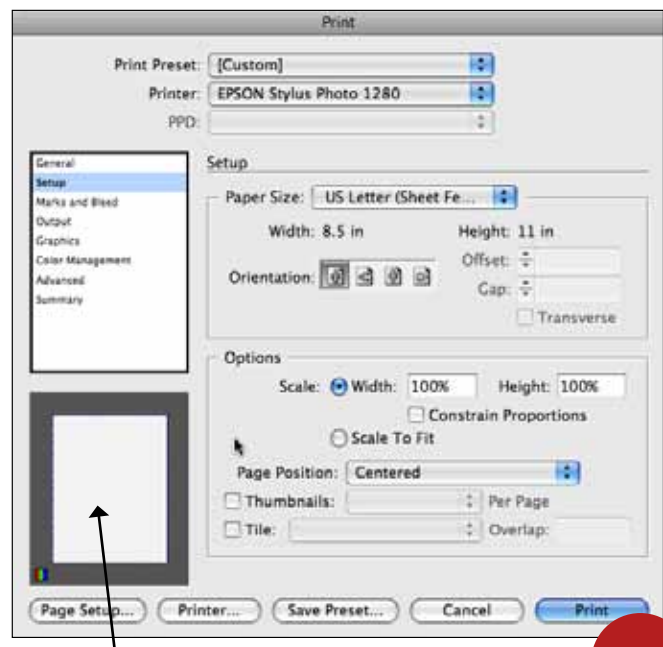 Print
Print Preset: [Custom]
Printer: EPSON Stylus Photo 1280
PPD:
General
Setup
Marks and Bleed
Output
Graphics
Color Management
Advanced
Summary
Setup
Paper Size: US Letter (Sheet Fe...
Width: 8.5 in Height: 11 in
Orientation: Offset:
Gap:
Transverse
Options
Scale: Width: 100% Height: 100%
Constrain Proportions
Scale To Fit
Page Position: Centered
Thumbnails: Per Page
Tile: Overlap:
Page Setup... Printer... Save Preset... Cancel Print